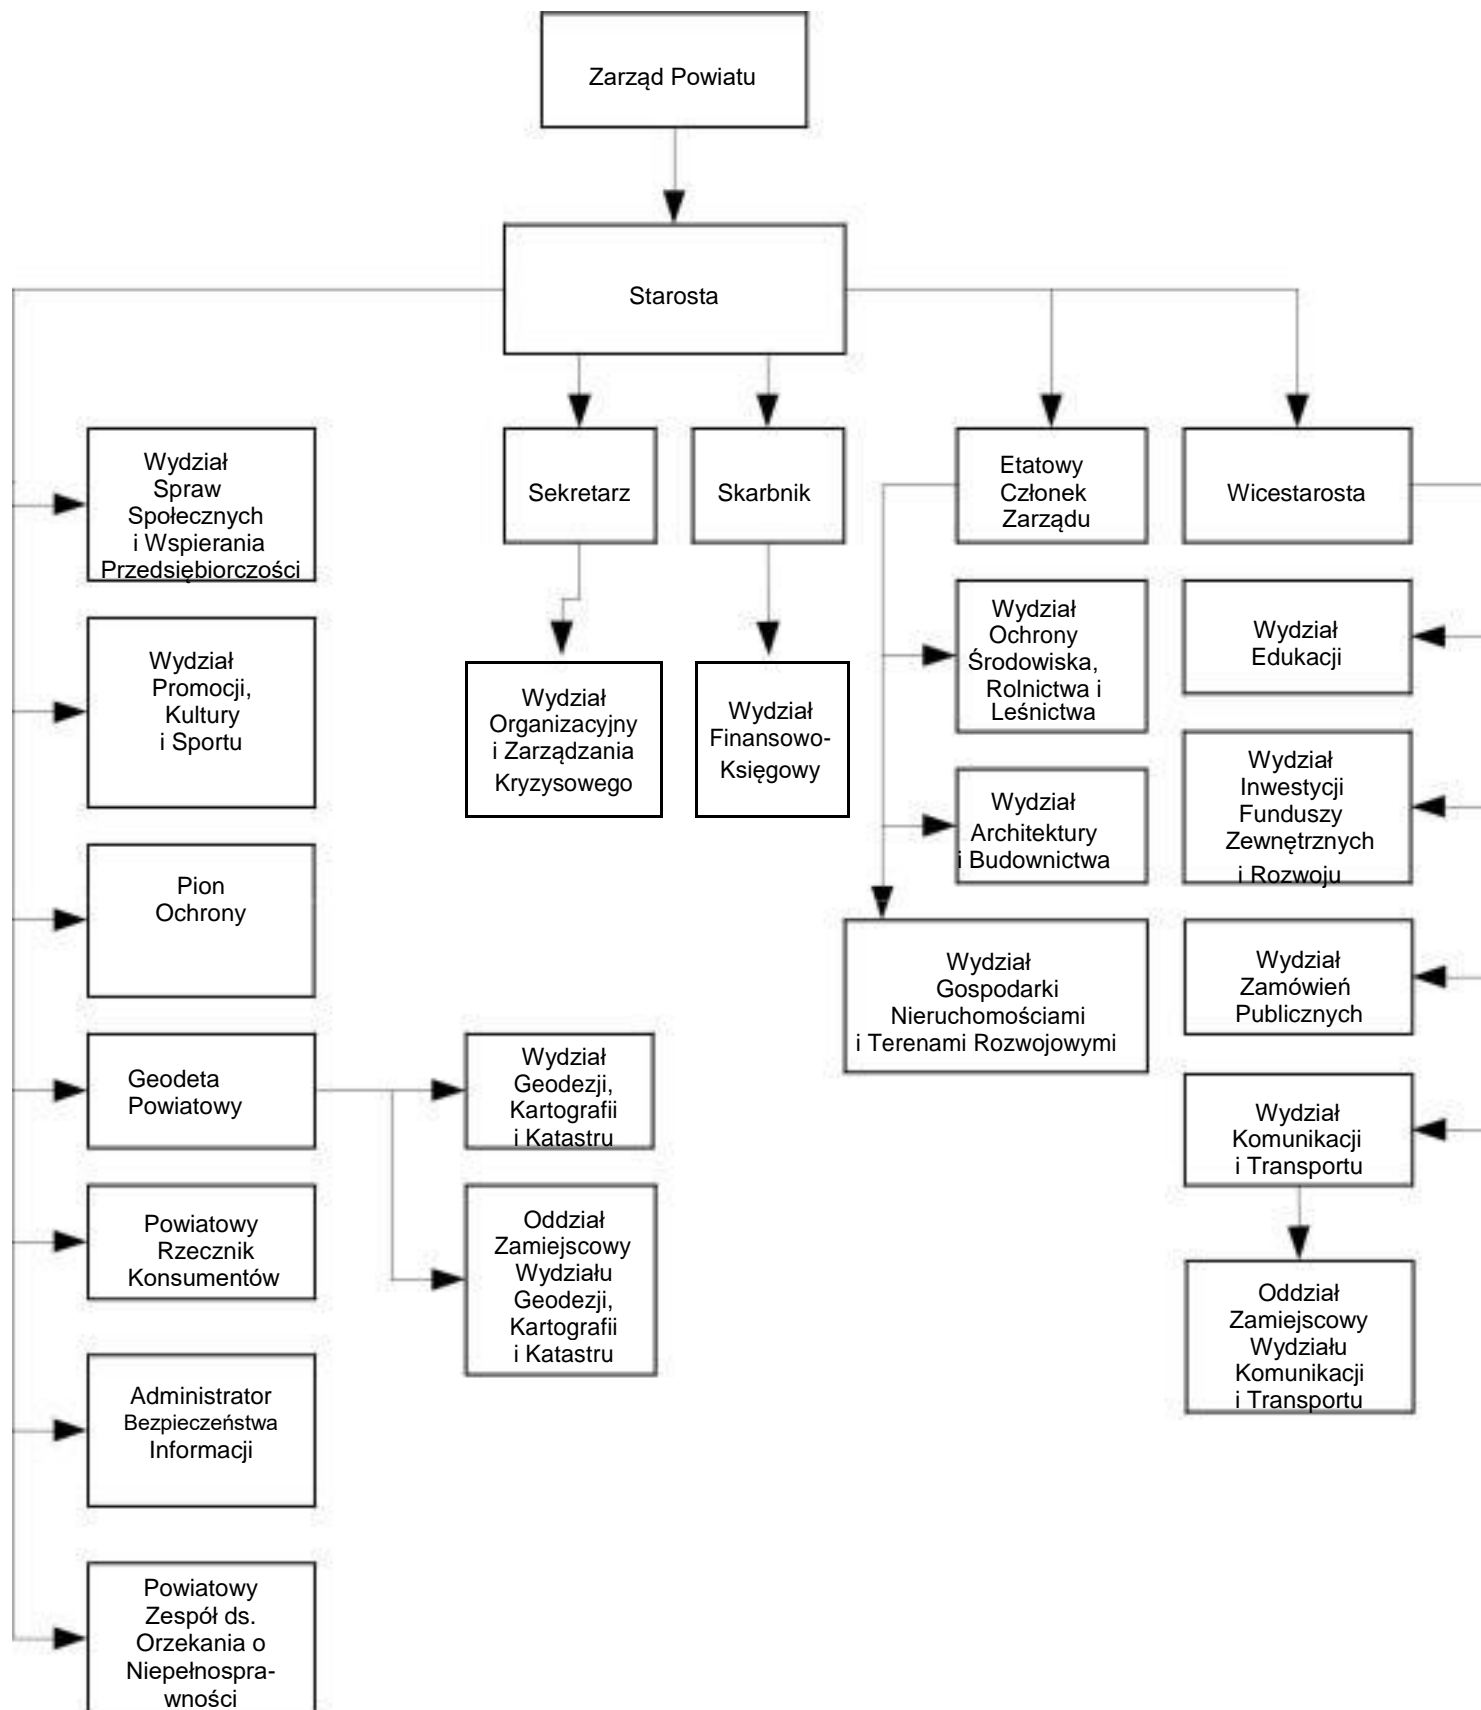 Zarząd Powiatu
Starosta
Wydział
Spraw
Społecznych
i Wspierania
Przedsiębiorczości
Sekretarz
Skarbnik
Etatowy
Członek
Zarządu
Wicestarosta
Wydział
Promocji,
Kultury
i Sportu
Wydział
Organizacyjny
i Zarządzania
Kryzysowego
Wydział
Finansowo-
Księgowy
Wydział
Ochrony
Środowiska,
Rolnictwa i
Leśnictwa
Wydział
Edukacji
Wydział
Architektury
i Budownictwa
Wydział
Inwestycji
Funduszy
Zewnętrznych
i Rozwoju
Pion
Ochrony
Wydział
Gospodarki
Nieruchomościami
i Terenami Rozwojowymi
Wydział
Zamówień
Publicznych
Geodeta
Powiatowy
Wydział
Geodezji,
Kartografii
i Katastru
Wydział
Komunikacji
i Transportu
Powiatowy
Rzecznik
Konsumentów
Oddział
Zamiejscowy
Wydziału
Geodezji,
Kartografii
i Katastru
Oddział
Zamiejscowy
Wydziału
Komunikacji
i Transportu
Administrator
Bezpieczeństwa
Informacji
Powiatowy
Zespół ds.
Orzekania o
Niepełnospra-
wności